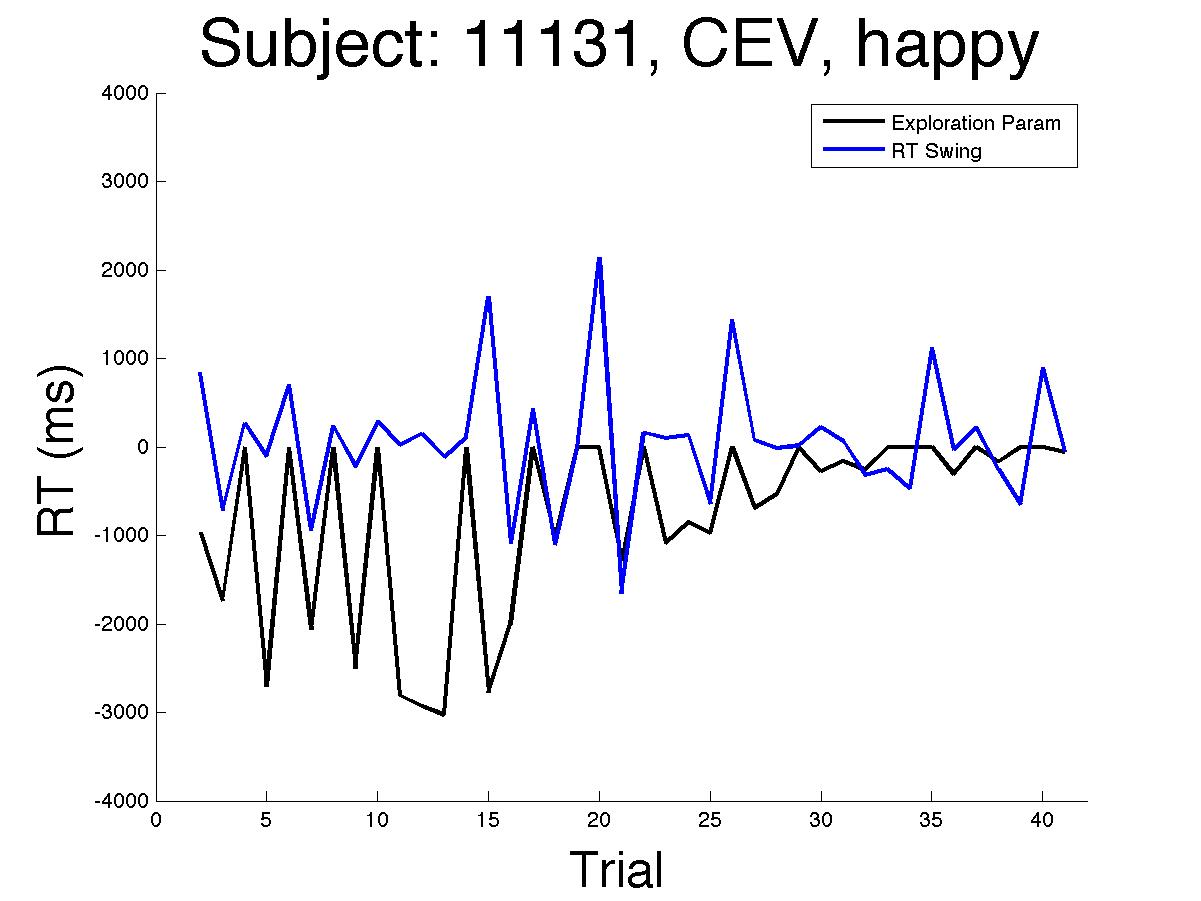 Subject: 11131, CEV, happy
Exploration Param
RT Swing
4000
3000
2000
1000
0
-1000
-2000
-3000
-4000
RT (ms)
0 5 10 15 20 25 30 35 40
Trial